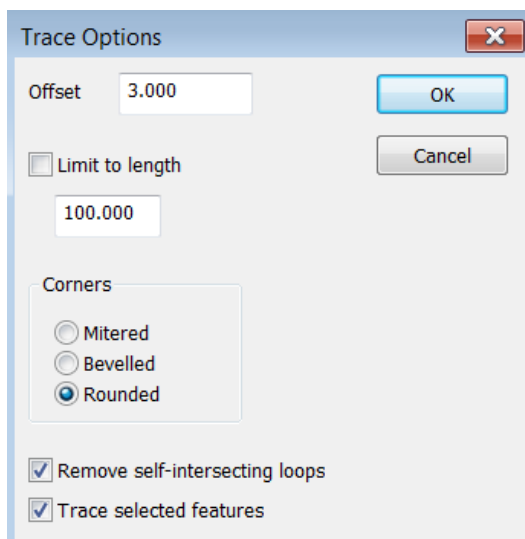 Trace Options
Offset 3.000
OK
Limit to length
Cancel
100.000
Corners
Mitered
Bevelled
Rounded
Remove self-intersecting loops
Trace selected features